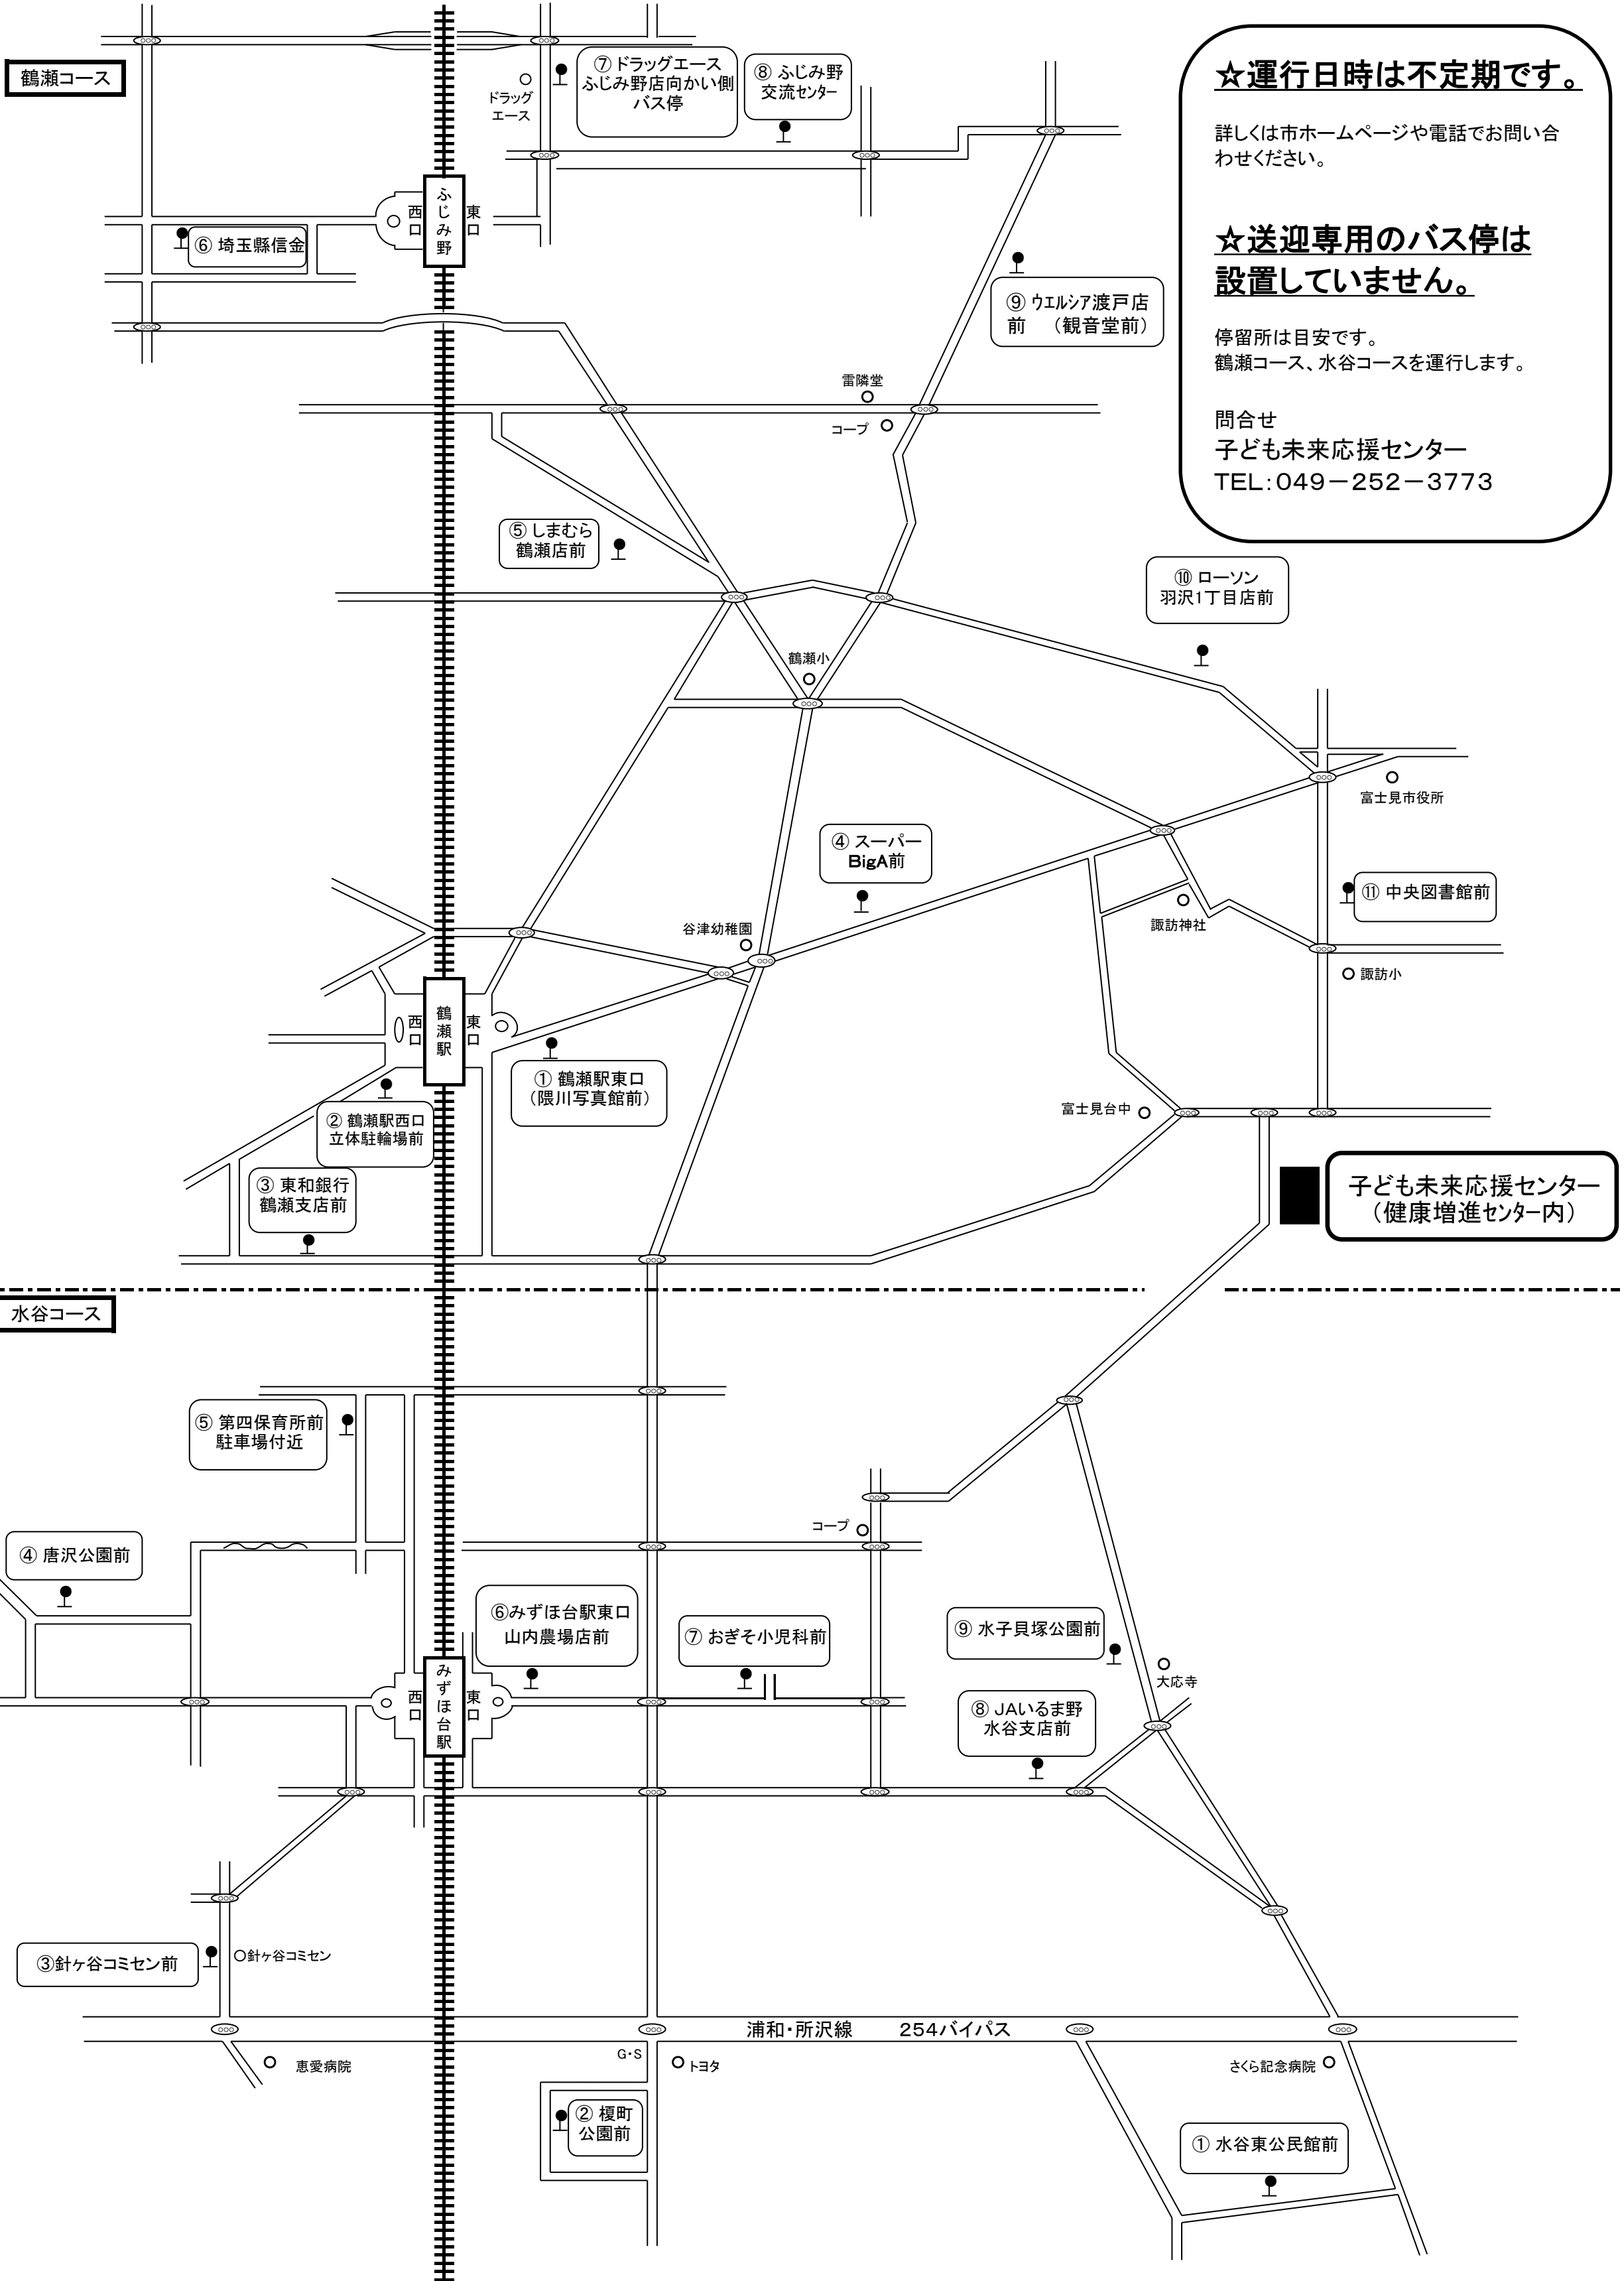 鶴瀬コース
⑦ ドラッグエース
ふじみ野店向かい側
バス停
⑧ ふじみ野
交流センター
ドラッグ
エース
☆運行日時は不定期です。
詳しくは市ホームページや電話でお問い合
わせください。
☆送迎専用のバス停は
設置していません。
停留所は目安です。
鶴瀬コース、水谷コースを運行します。
問合せ
子ども未来応援センター
TEL:049－252－3773
ふじみ野
西口
東口
⑥ 埼玉縣信金
⑨ ウエルシア渡戸店
前　（観音堂前）
雷隣堂
コープ
⑤ しまむら
鶴瀬店前
⑩ ローソン
羽沢1丁目店前
鶴瀬小
富士見市役所
④ スーパー
BigA前
⑪ 中央図書館前
谷津幼稚園
諏訪神社
諏訪小
鶴瀬駅
西口
東口
① 鶴瀬駅東口
（隈川写真館前）
② 鶴瀬駅西口
立体駐輪場前
富士見台中
③ 東和銀行
鶴瀬支店前
子ども未来応援センター
（健康増進センター内）
水谷コース
⑤ 第四保育所前
駐車場付近
コープ
④ 唐沢公園前
⑥みずほ台駅東口
山内農場店前
⑦ おぎそ小児科前
⑨ 水子貝塚公園前
大応寺
みずほ台駅
西口
東口
⑧ JAいるま野
水谷支店前
③針ヶ谷コミセン前
針ヶ谷コミセン
浦和・所沢線　254バイパス
恵愛病院
G・S
トヨタ
さくら記念病院
② 榎町
公園前
① 水谷東公民館前